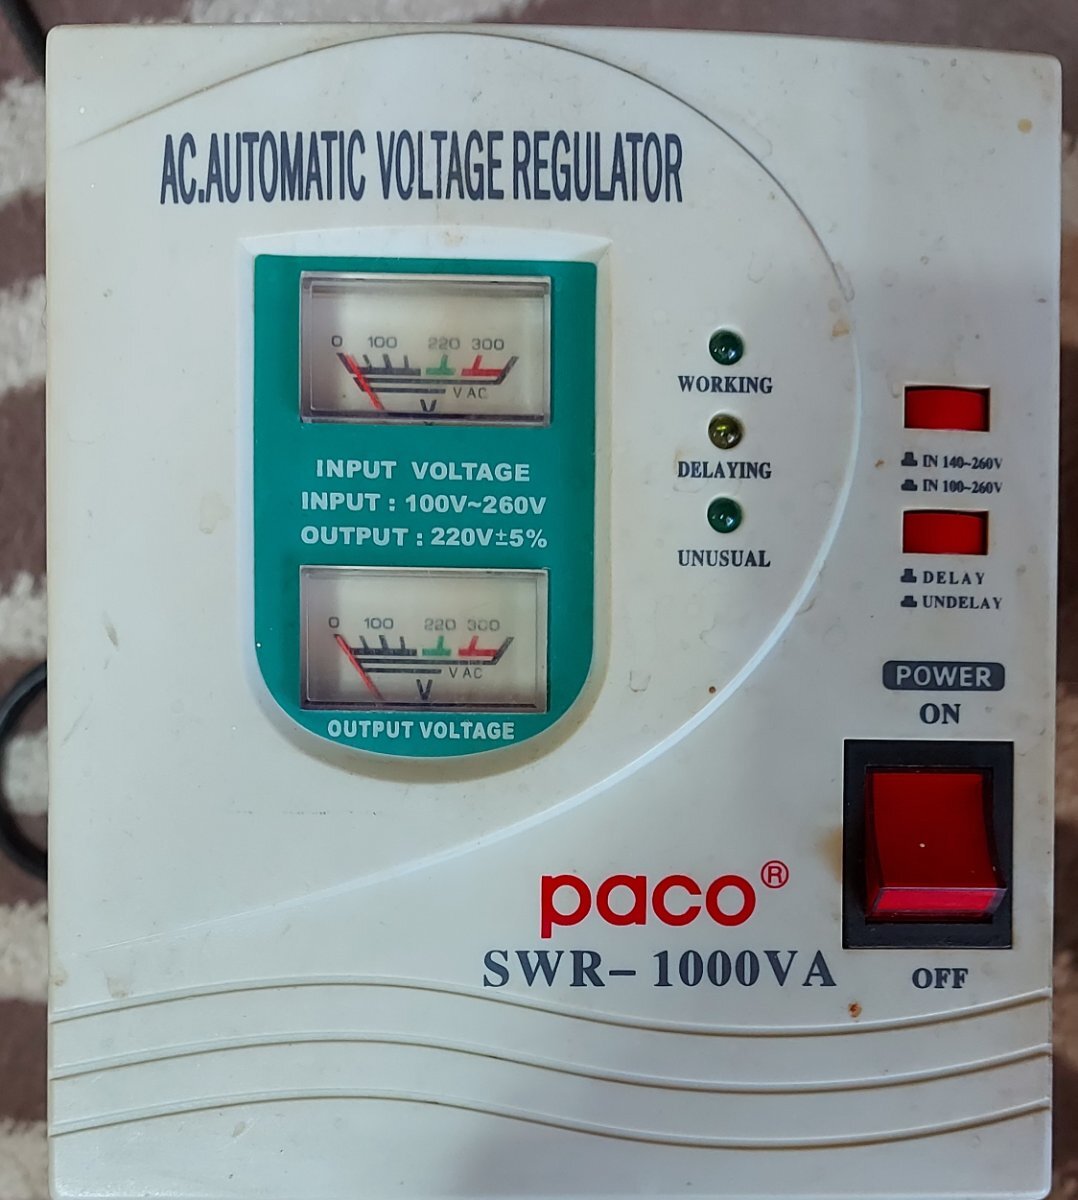 AC.AUTOMATIC VOLTAGE REGULATOR
0 100 220 300
V AC
V
INPUT VOLTAGE
INPUT : 100V~260V
OUTPUT : 220V±5%
0 100 220 300
V AC
V
OUTPUT VOLTAGE
WORKING
DELAYING
UNUSUAL
IN 140~260V
IN 100~260V
DELAY
UNDELAY
POWER
ON
OFF
paco®
SWR-1000VA